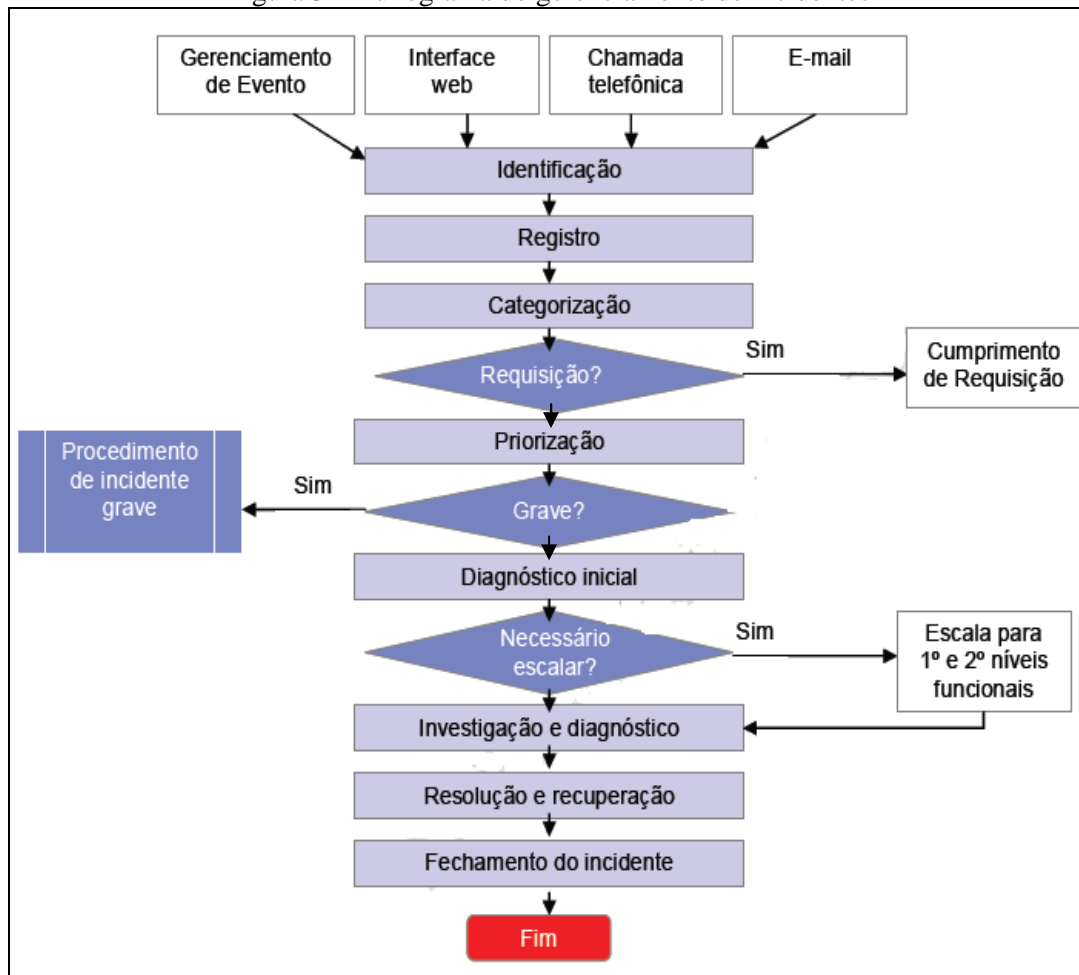 Gerenciamento
de Evento
Interface
web
Chamada
telefônica
E-mail
Identificação
Registro
Categorização
Requisição?
Sim
Cumprimento
de Requisição
Priorização
Procedimento
de incidente
grave
Sim
Grave?
Diagnóstico inicial
Necessário
escalar?
Sim
Escala para
1º e 2º níveis
funcionais
Investigação e diagnóstico
Resolução e recuperação
Fechamento do incidente
Fim